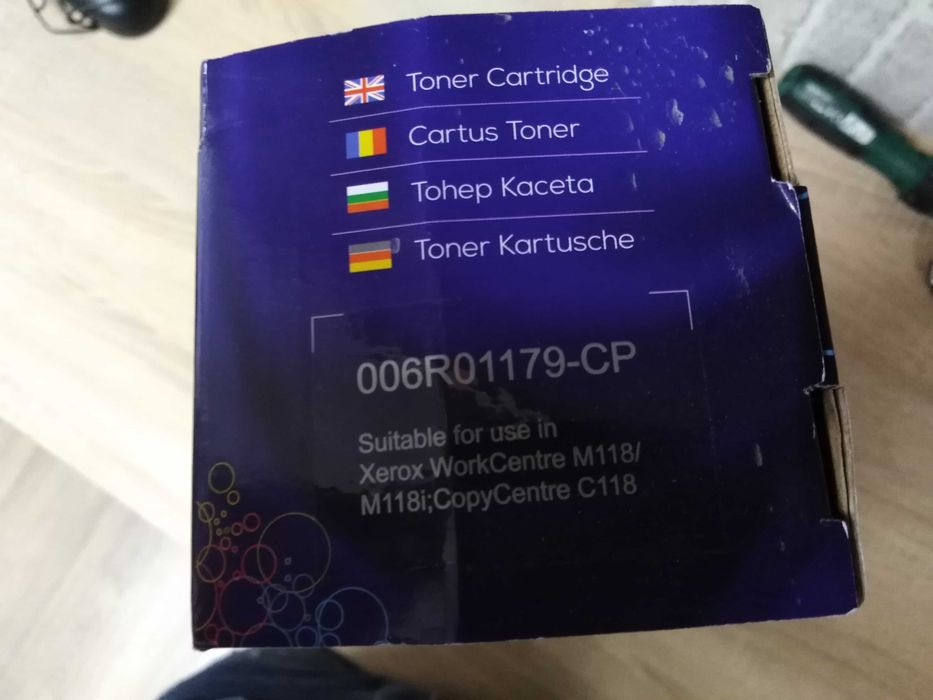 Toner Cartridge
Cartus Toner
Тонер Касета
Toner Kartusche
006R01179-CP
Suitable for use in
Xerox WorkCentre M118/
M118i;CopyCentre C118